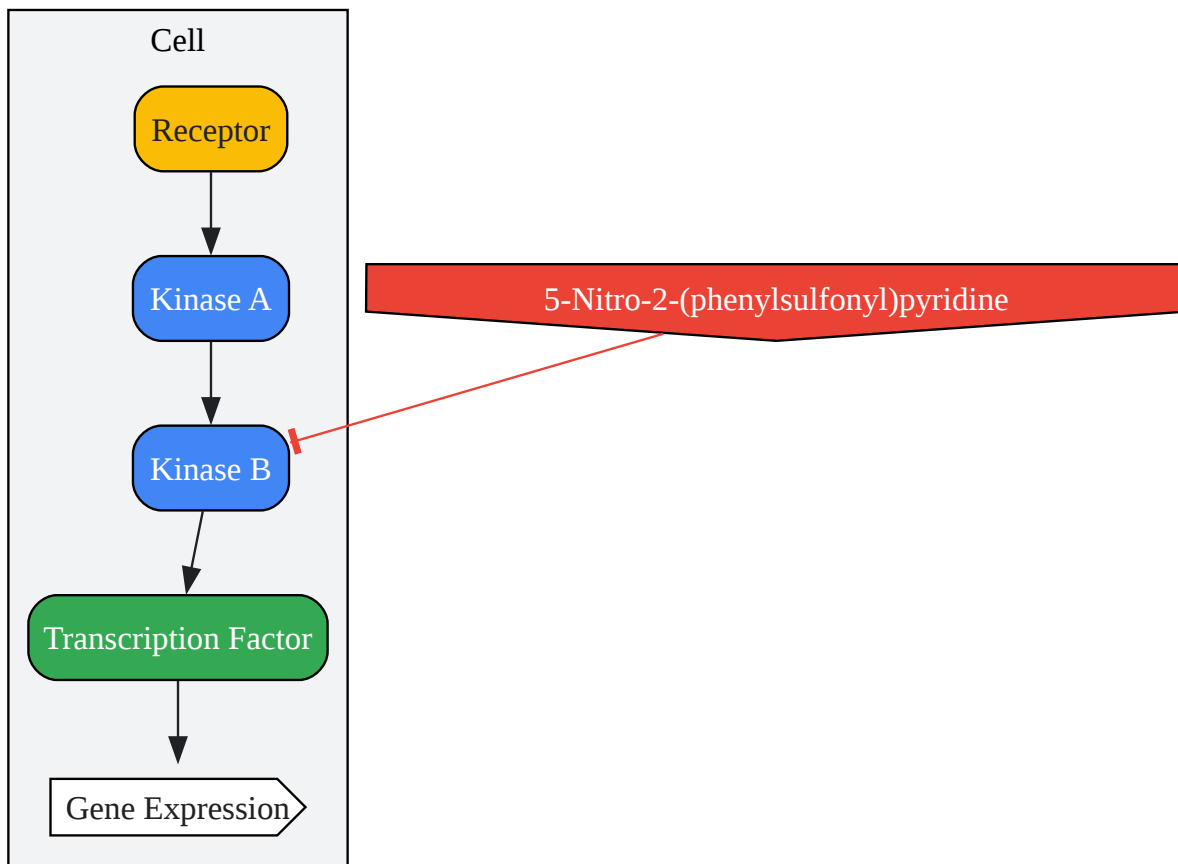 Cell
Receptor
Kinase A
5-Nitro-2-(phenylsulfonyl)pyridine
Kinase B
Transcription Factor
Gene Expression